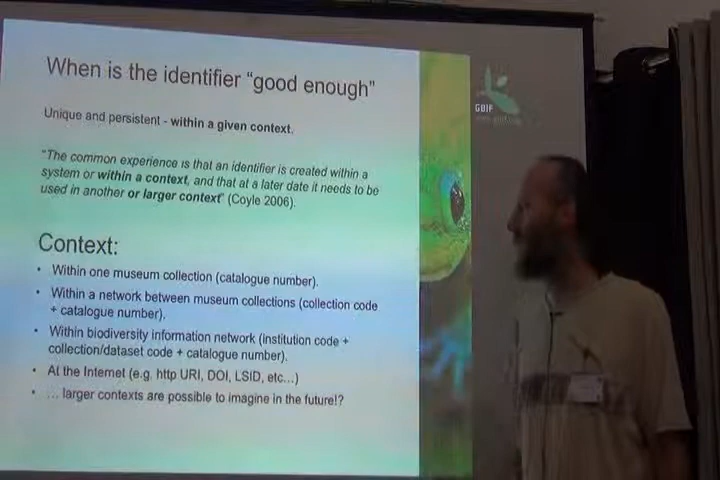 When is the identifier "good enough"
Unique and persistent - within a given context.
"The common experience is that an identifier is created within a
system or within a context, and that at a later date it needs to be
used in another or larger context" (Coyle 2006).
Context:
• Within one museum collection (catalogue number).
• Within a network between museum collections (collection code
+ catalogue number).
• Within biodiversity information network (institution code +
collection/dataset code + catalogue number).
• At the Internet (e.g. http URI, DOI, LSID, etc...)
• ... larger contexts are possible to imagine in the future!?
GBIF